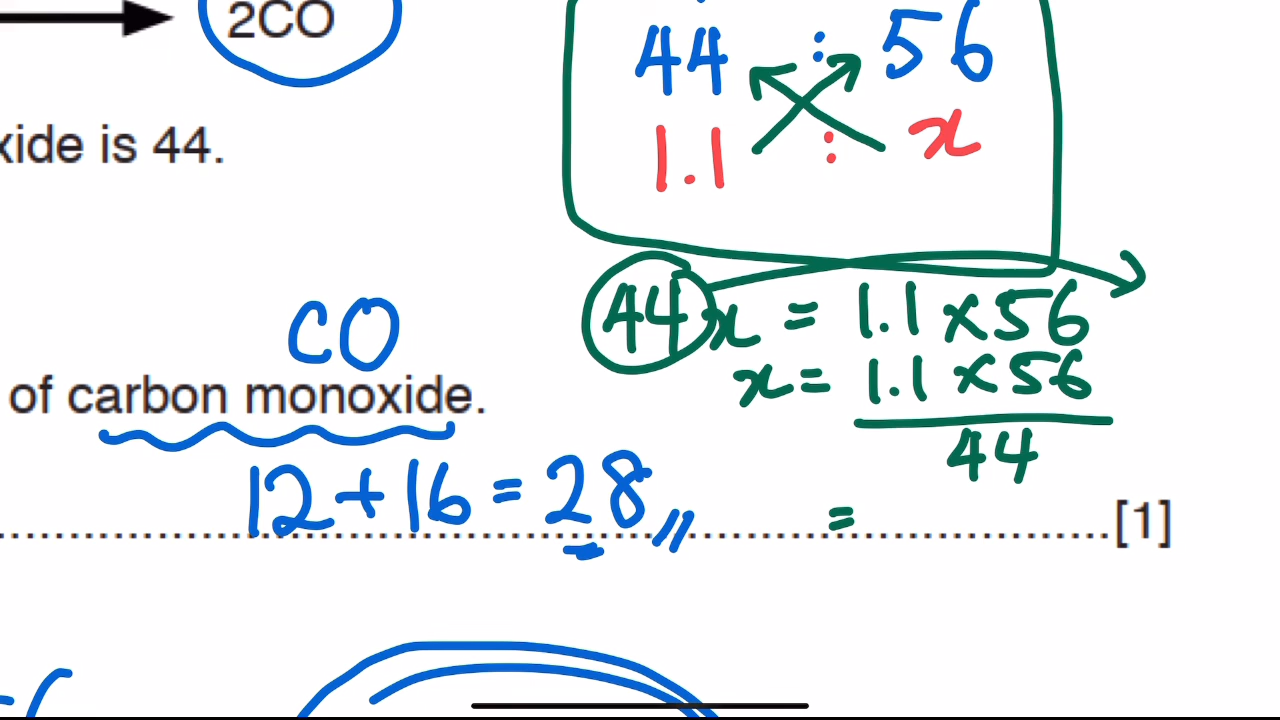 2CO
44 : 56
xide is 44.
1.1 : x
44x = 1.1 × 56
CO
x = 1.1 × 56
44
of carbon monoxide.
12 + 16 = 28 //
=
[1]